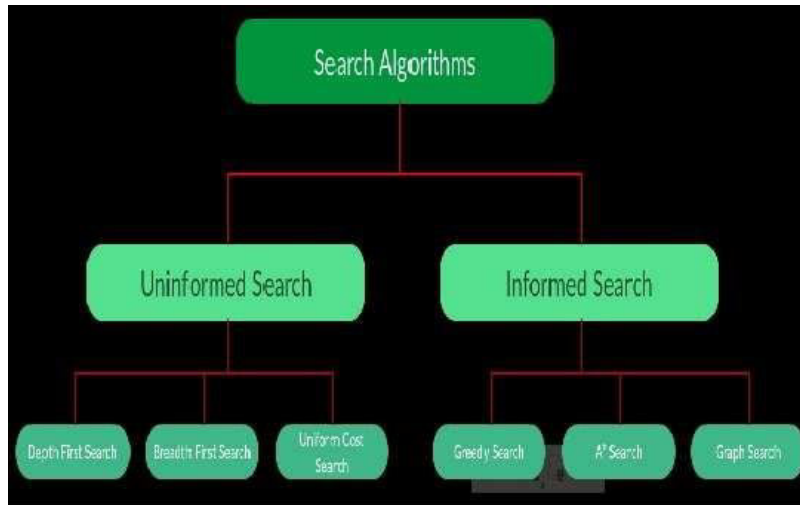 Search Algorithms
Uninformed Search
Informed Search
Depth First Search
Breadth First Search
Uniform Cost
Search
Greedy Search
A* Search
Graph Search